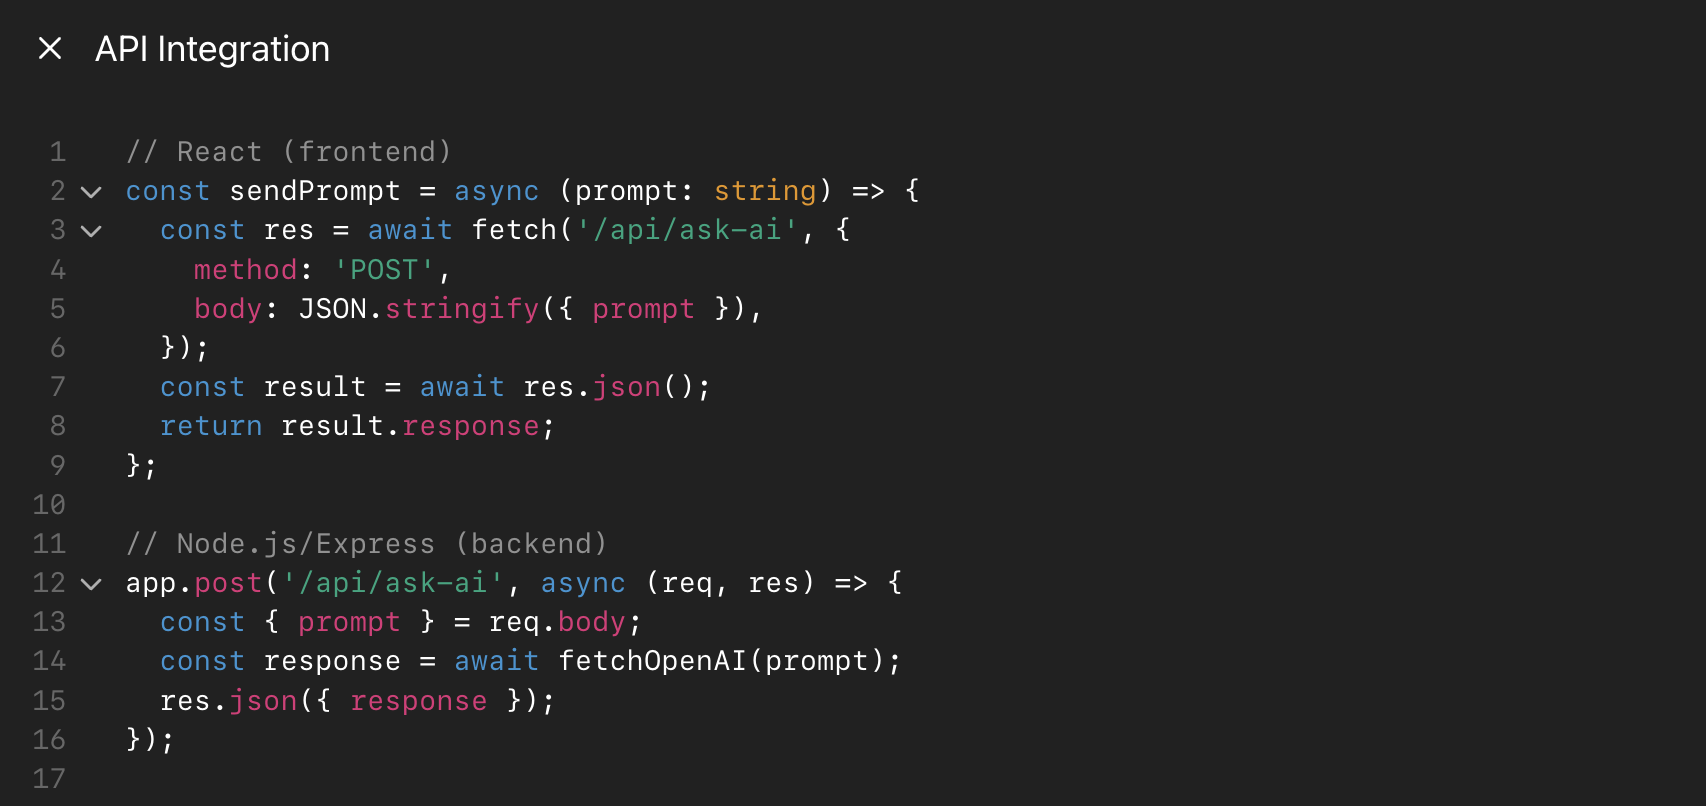 API Integration
1 // React (frontend)
2 const sendPrompt = async (prompt: string) => {
3   const res = await fetch('/api/ask-ai', {
4     method: 'POST',
5     body: JSON.stringify({ prompt }),
6   });
7   const result = await res.json();
8   return result.response;
9 };
10
11 // Node.js/Express (backend)
12 app.post('/api/ask-ai', async (req, res) => {
13   const { prompt } = req.body;
14   const response = await fetchOpenAI(prompt);
15   res.json({ response });
16 });
17